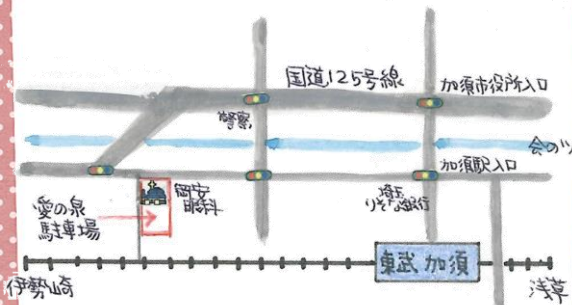 国道125号線
加須市役所入口
警察
会のリ
加須駅入口
岡安
眼科
埼玉
りそな銀行
愛の泉
駐車場
東武 加須
伊勢崎
浅草